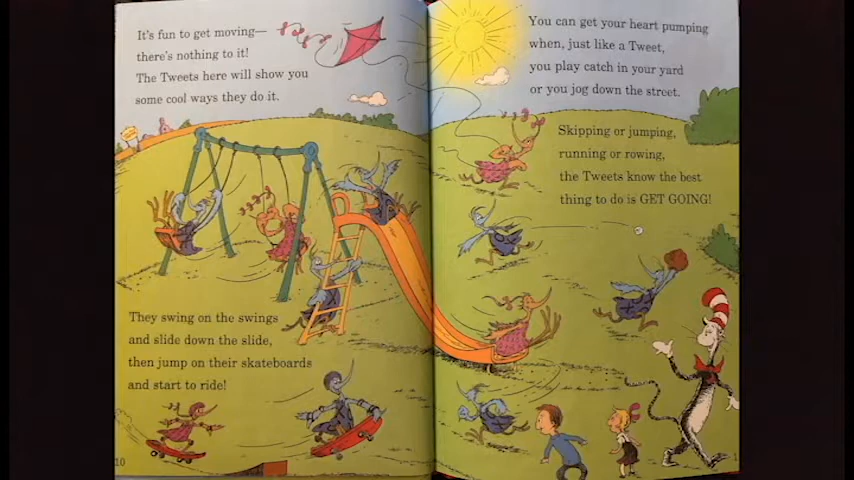 It's fun to get moving—
there's nothing to it!
The Tweets here will show you
some cool ways they do it.
They swing on the swings
and slide down the slide,
then jump on their skateboards
and start to ride!
10
You can get your heart pumping
when, just like a Tweet,
you play catch in your yard
or you jog down the street.
Skipping or jumping,
running or rowing,
the Tweets know the best
thing to do is GET GOING!